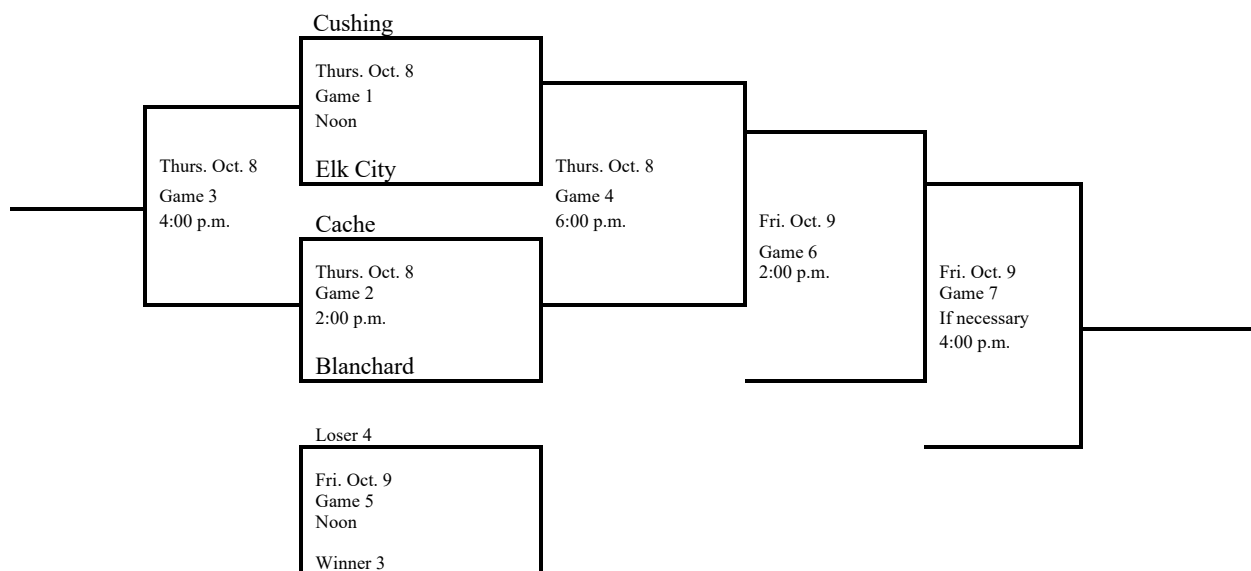 Cushing
Thurs. Oct. 8
Game 1
Noon
Elk City
Thurs. Oct. 8
Game 3
4:00 p.m.
Thurs. Oct. 8
Game 4
6:00 p.m.
Cache
Thurs. Oct. 8
Game 2
2:00 p.m.
Blanchard
Fri. Oct. 9
Game 6
2:00 p.m.
Fri. Oct. 9
Game 7
If necessary
4:00 p.m.
Loser 4
Fri. Oct. 9
Game 5
Noon
Winner 3